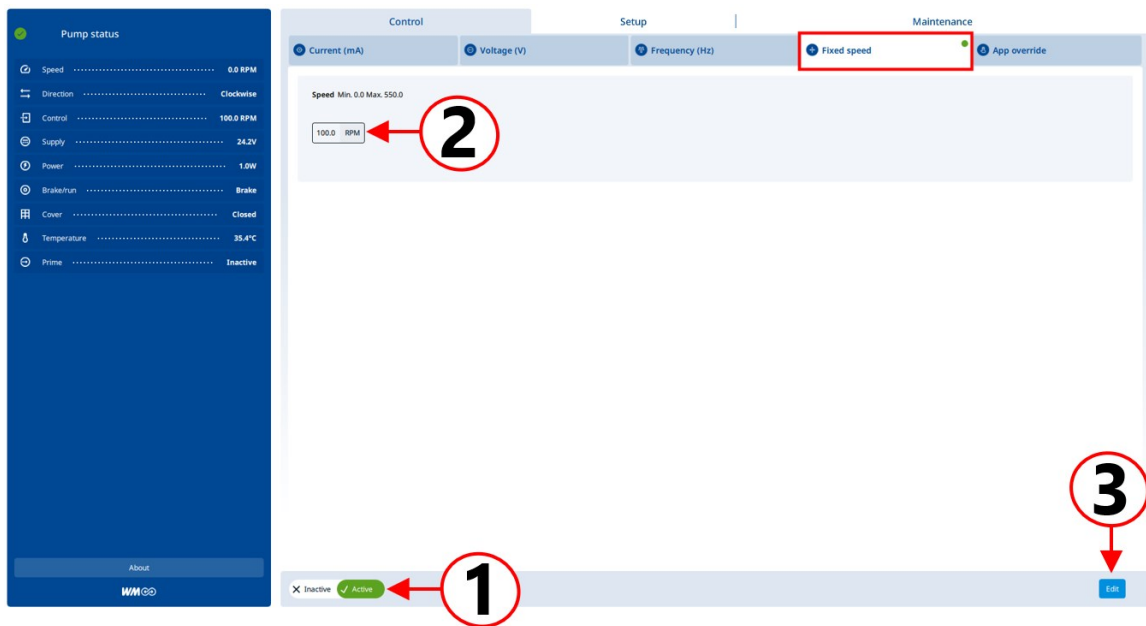 Pump status
Speed 0.0 RPM
Direction Clockwise
Control 100.0 RPM
Supply 24.2V
Power 1.0W
Brake/run Brake
Cover Closed
Temperature 35.4°C
Prime Inactive
About
WM
Control Setup Maintenance
Current (mA) Voltage (V) Frequency (Hz) Fixed speed App override
Speed Min. 0.0 Max. 550.0
100.0 RPM
2
3
Inactive Active
1
Edit